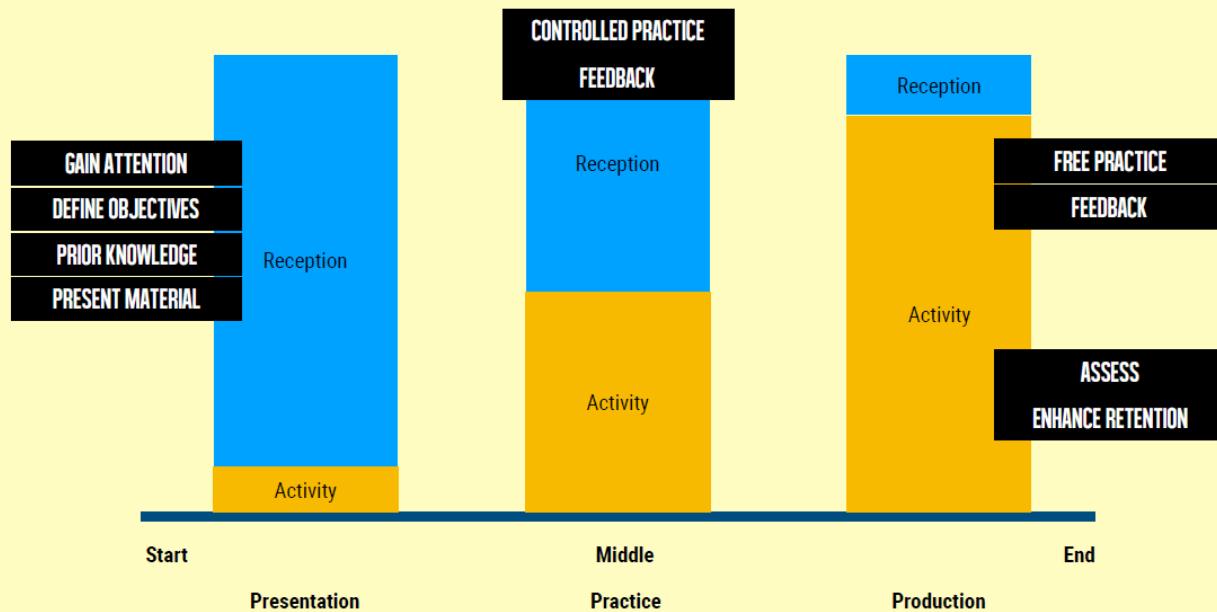 CONTROLLED PRACTICE
FEEDBACK
Reception
Reception
GAIN ATTENTION
DEFINE OBJECTIVES
PRIOR KNOWLEDGE
PRESENT MATERIAL
Reception
Activity
Activity
FREE PRACTICE
FEEDBACK
Activity
ASSESS
ENHANCE RETENTION
Start Middle End
Presentation Practice Production